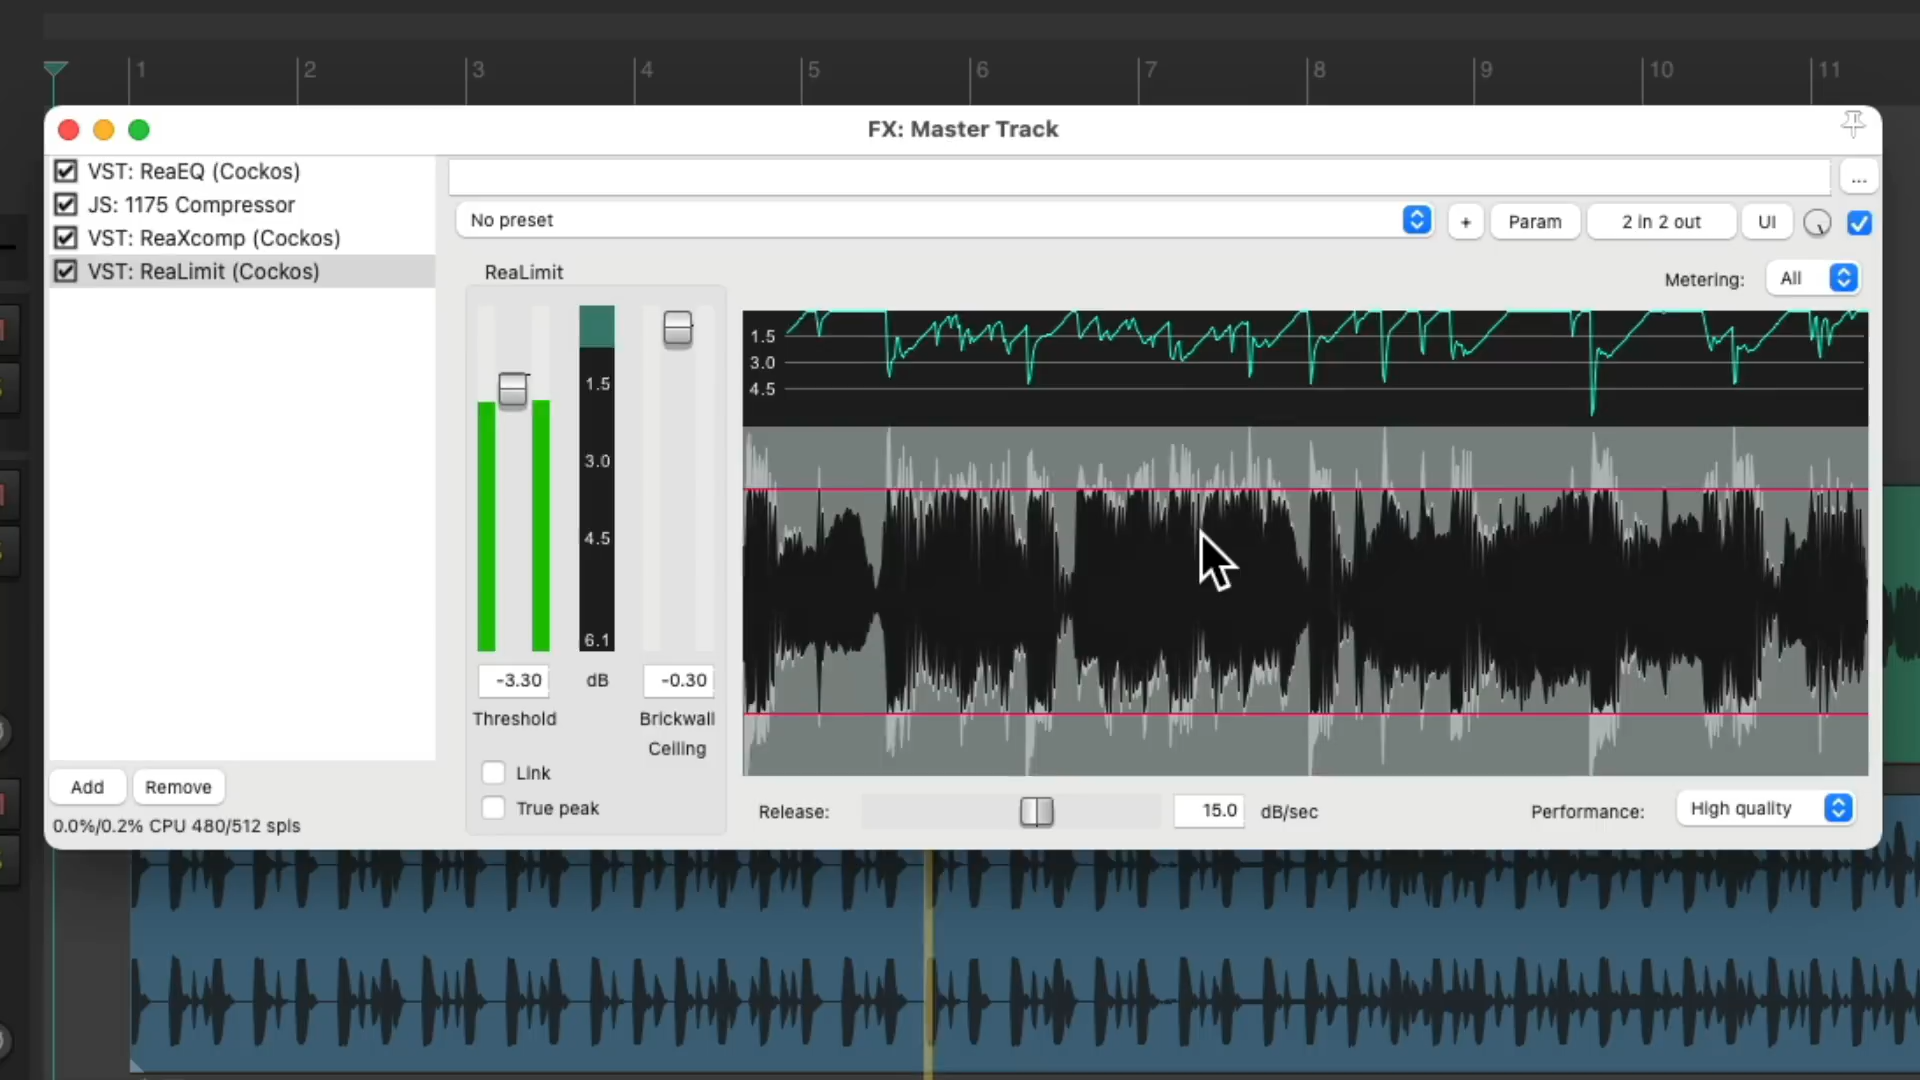 1 2 3 4 5 6 7 8 9 10 11
FX: Master Track
VST: ReaEQ (Cockos)
JS: 1175 Compressor
VST: ReaXcomp (Cockos)
VST: ReaLimit (Cockos)
...
No preset + Param 2 in 2 out UI
ReaLimit
Metering: All
1.5
3.0
4.5
1.5
3.0
4.5
6.1
-3.30 dB -0.30
Threshold Brickwall
Ceiling
Link
True peak
Release: 15.0 dB/sec Performance: High quality
Add Remove
0.0%/0.2% CPU 480/512 spls